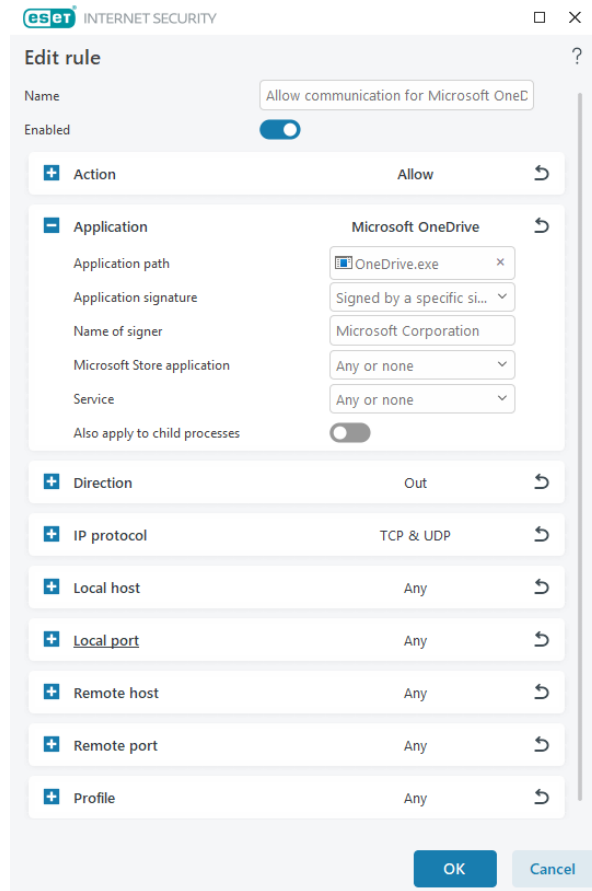 eset INTERNET SECURITY
Edit rule ?
Name Allow communication for Microsoft OneD
Enabled
Action Allow
Application Microsoft OneDrive
Application path OneDrive.exe
Application signature Signed by a specific si...
Name of signer Microsoft Corporation
Microsoft Store application Any or none
Service Any or none
Also apply to child processes
Direction Out
IP protocol TCP & UDP
Local host Any
Local port Any
Remote host Any
Remote port Any
Profile Any
OK Cancel